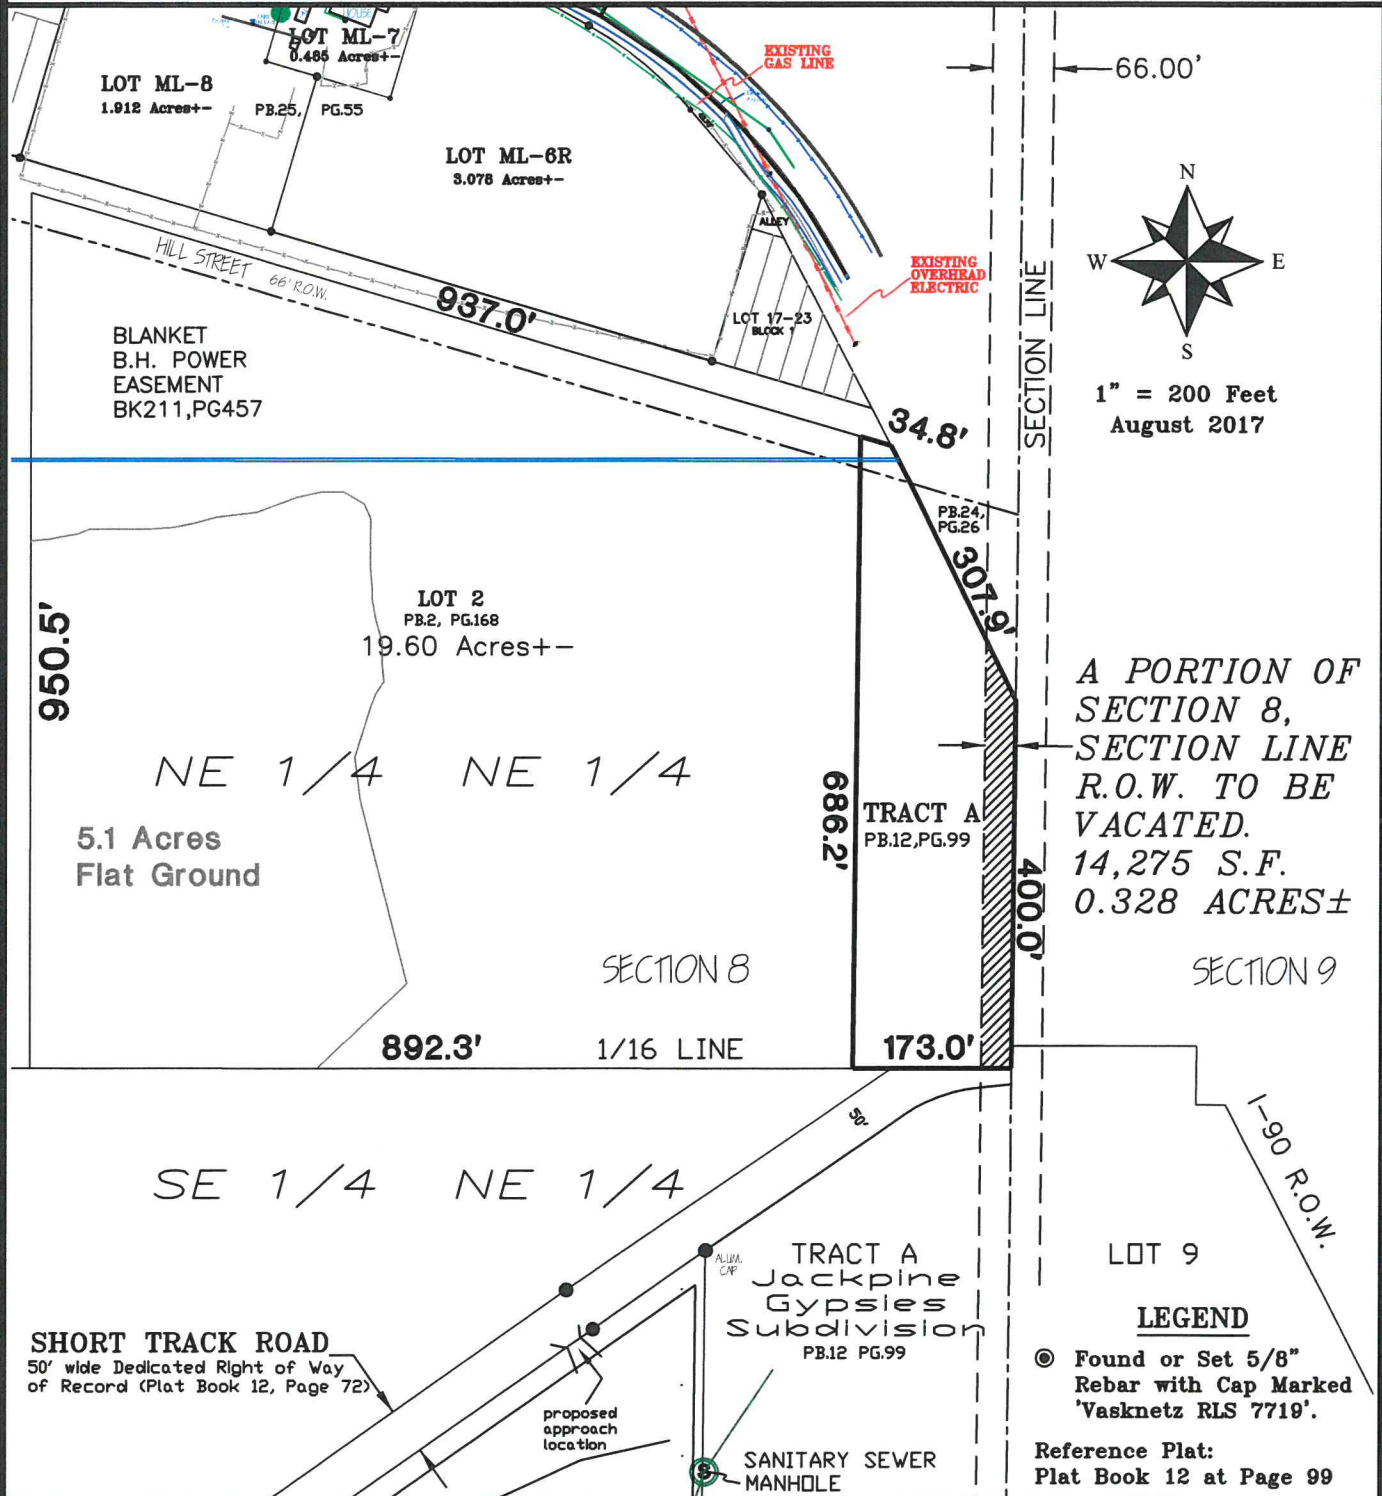 HOUSE
LOT ML-7
0.485 Acres+-
LOT ML-8
1.912 Acres+-
PB.25, PG.55
LOT ML-6R
3.078 Acres+-
EXISTING
GAS LINE
66.00'
N
W E
S
1" = 200 Feet
August 2017
ALLEY
EXISTING
OVERHEAD
ELECTRIC
SECTION LINE
HILL STREET 66' R.O.W.
937.0'
LOT 17-23
BLOCK 1
BLANKET
B.H. POWER
EASEMENT
BK211,PG457
34.8'
PB.24,
PG.26
307.9'
LOT 2
PB.2, PG.168
19.60 Acres+-
950.5'
A PORTION OF
SECTION 8,
SECTION LINE
R.O.W. TO BE
VACATED.
14,275 S.F.
0.328 ACRES±
NE 1/4 NE 1/4
686.2'
TRACT A
PB.12,PG.99
400.0'
5.1 Acres
Flat Ground
SECTION 8
SECTION 9
892.3'
1/16 LINE
173.0'
50'
I-90 R.O.W.
SE 1/4 NE 1/4
ALUM.
CAP
TRACT A
Jackpine
Gypsies
Subdivision
PB.12 PG.99
LOT 9
SHORT TRACK ROAD
50' wide Dedicated Right of Way
of Record (Plat Book 12, Page 72)
proposed
approach
location
S
SANITARY SEWER
MANHOLE
LEGEND
Found or Set 5/8"
Rebar with Cap Marked
'Vasknetz RLS 7719'.
Reference Plat:
Plat Book 12 at Page 99